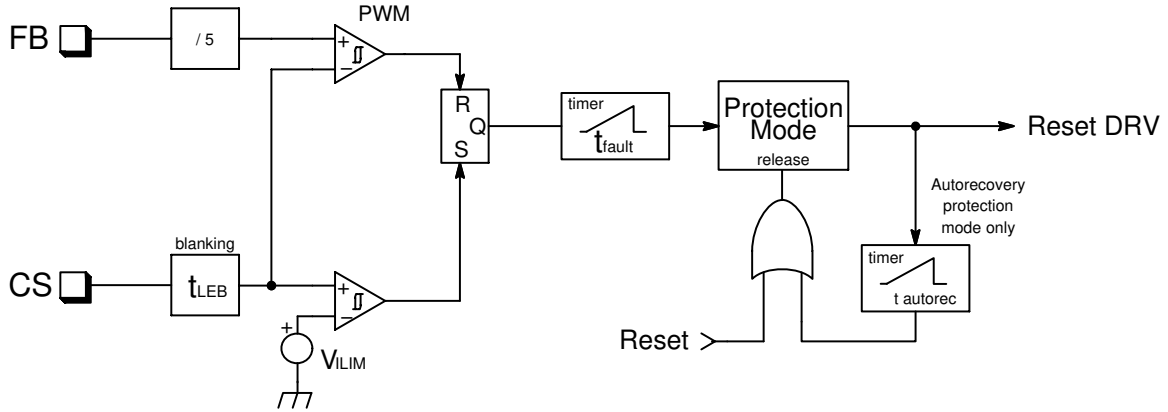 PWM
FB
/ 5
+
−
R
Q
S
timer
tfault
Protection
Mode
release
Reset DRV
Autorecovery
protection
mode only
timer
t autorec
blanking
CS
tLEB
+
−
+
VILIM
Reset